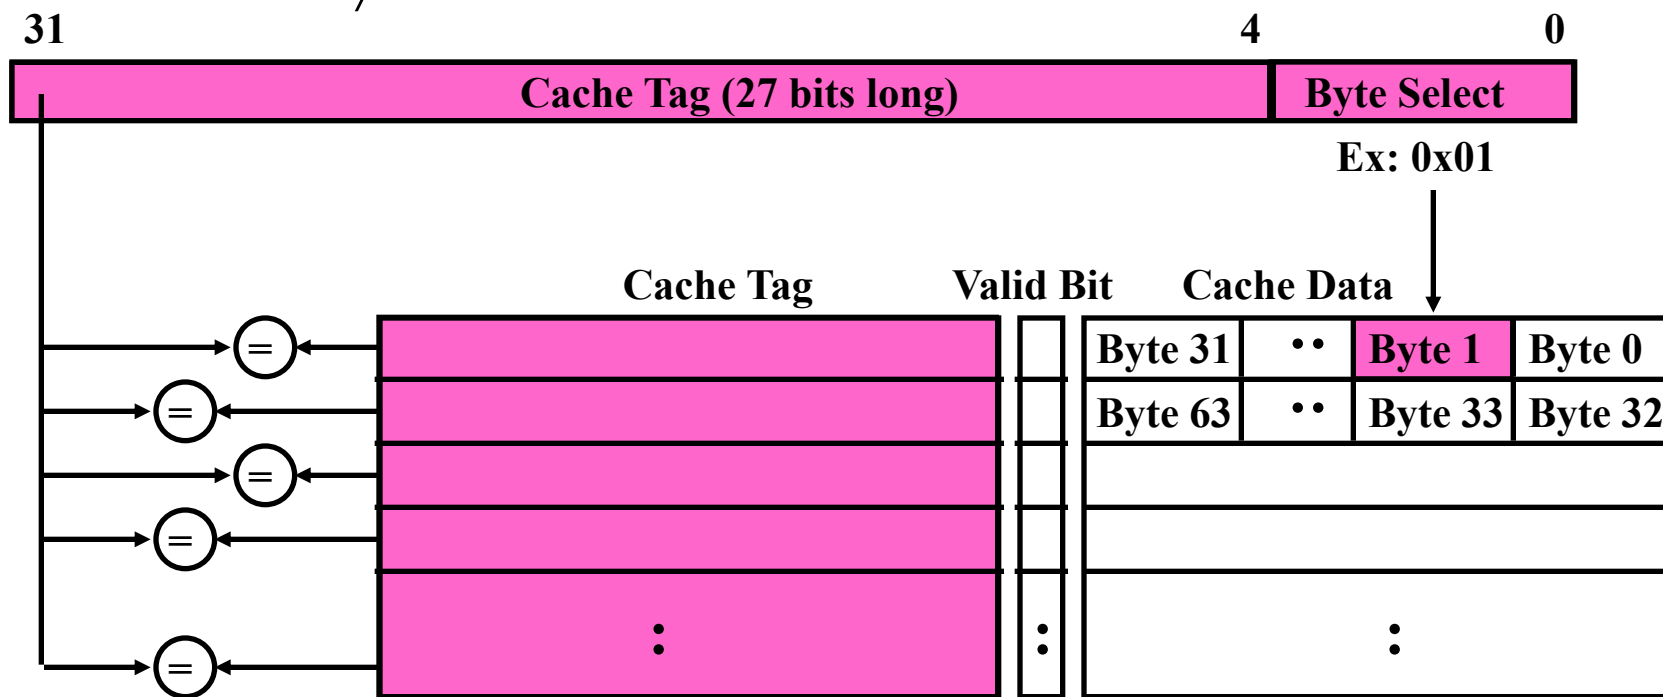 31 4 0
Cache Tag (27 bits long) Byte Select
Ex: 0x01
Cache Tag Valid Bit Cache Data
= Byte 31 •• Byte 1 Byte 0
= Byte 63 •• Byte 33 Byte 32
=
=
: : :
=